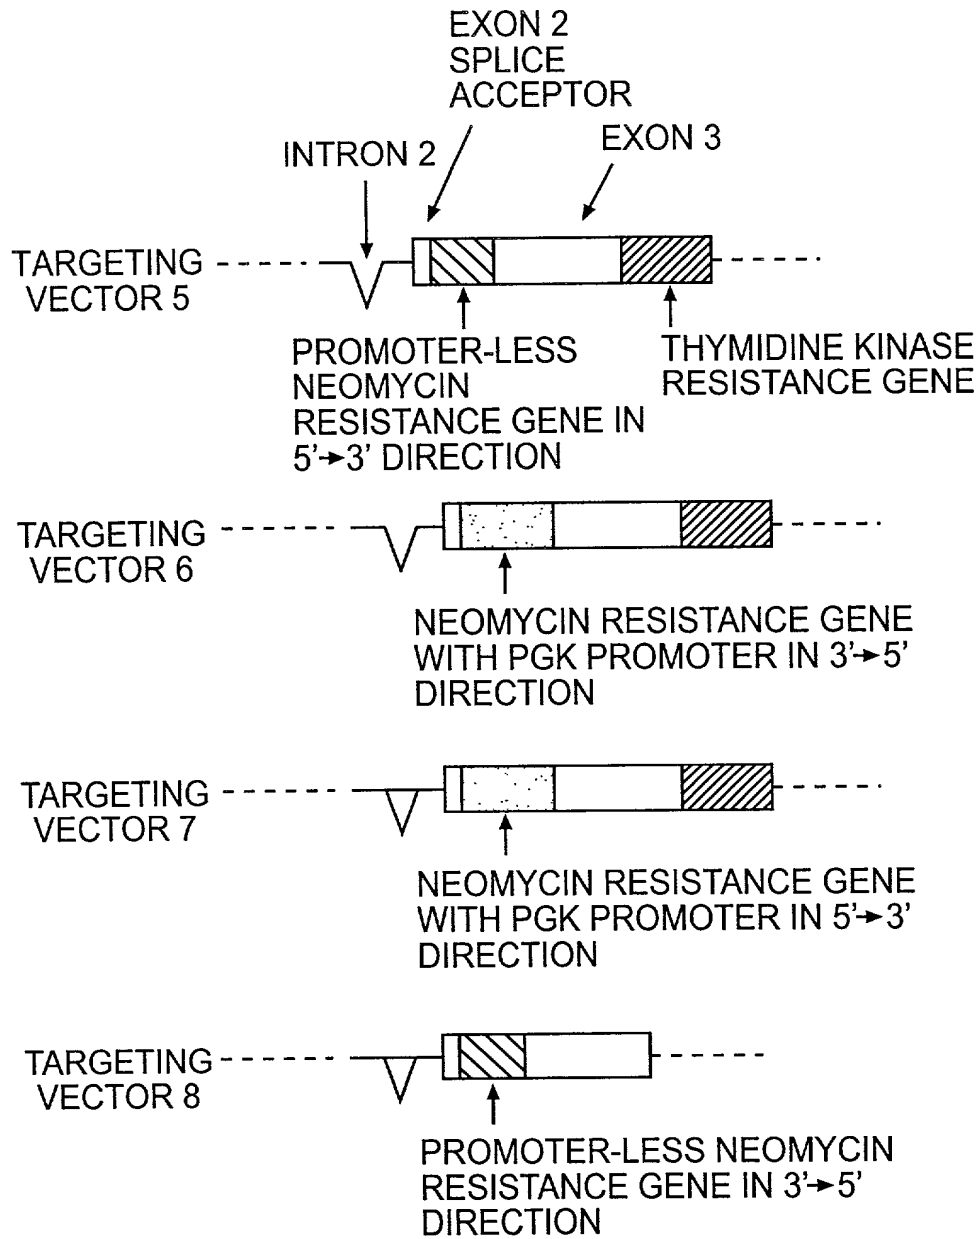 EXON 2
SPLICE
ACCEPTOR
EXON 3
INTRON 2
TARGETING
VECTOR 5
PROMOTER-LESS
NEOMYCIN
RESISTANCE GENE IN
5'→3' DIRECTION
THYMIDINE KINASE
RESISTANCE GENE
TARGETING
VECTOR 6
NEOMYCIN RESISTANCE GENE
WITH PGK PROMOTER IN 3'→5'
DIRECTION
TARGETING
VECTOR 7
NEOMYCIN RESISTANCE GENE
WITH PGK PROMOTER IN 5'→3'
DIRECTION
TARGETING
VECTOR 8
PROMOTER-LESS NEOMYCIN
RESISTANCE GENE IN 3'→5'
DIRECTION